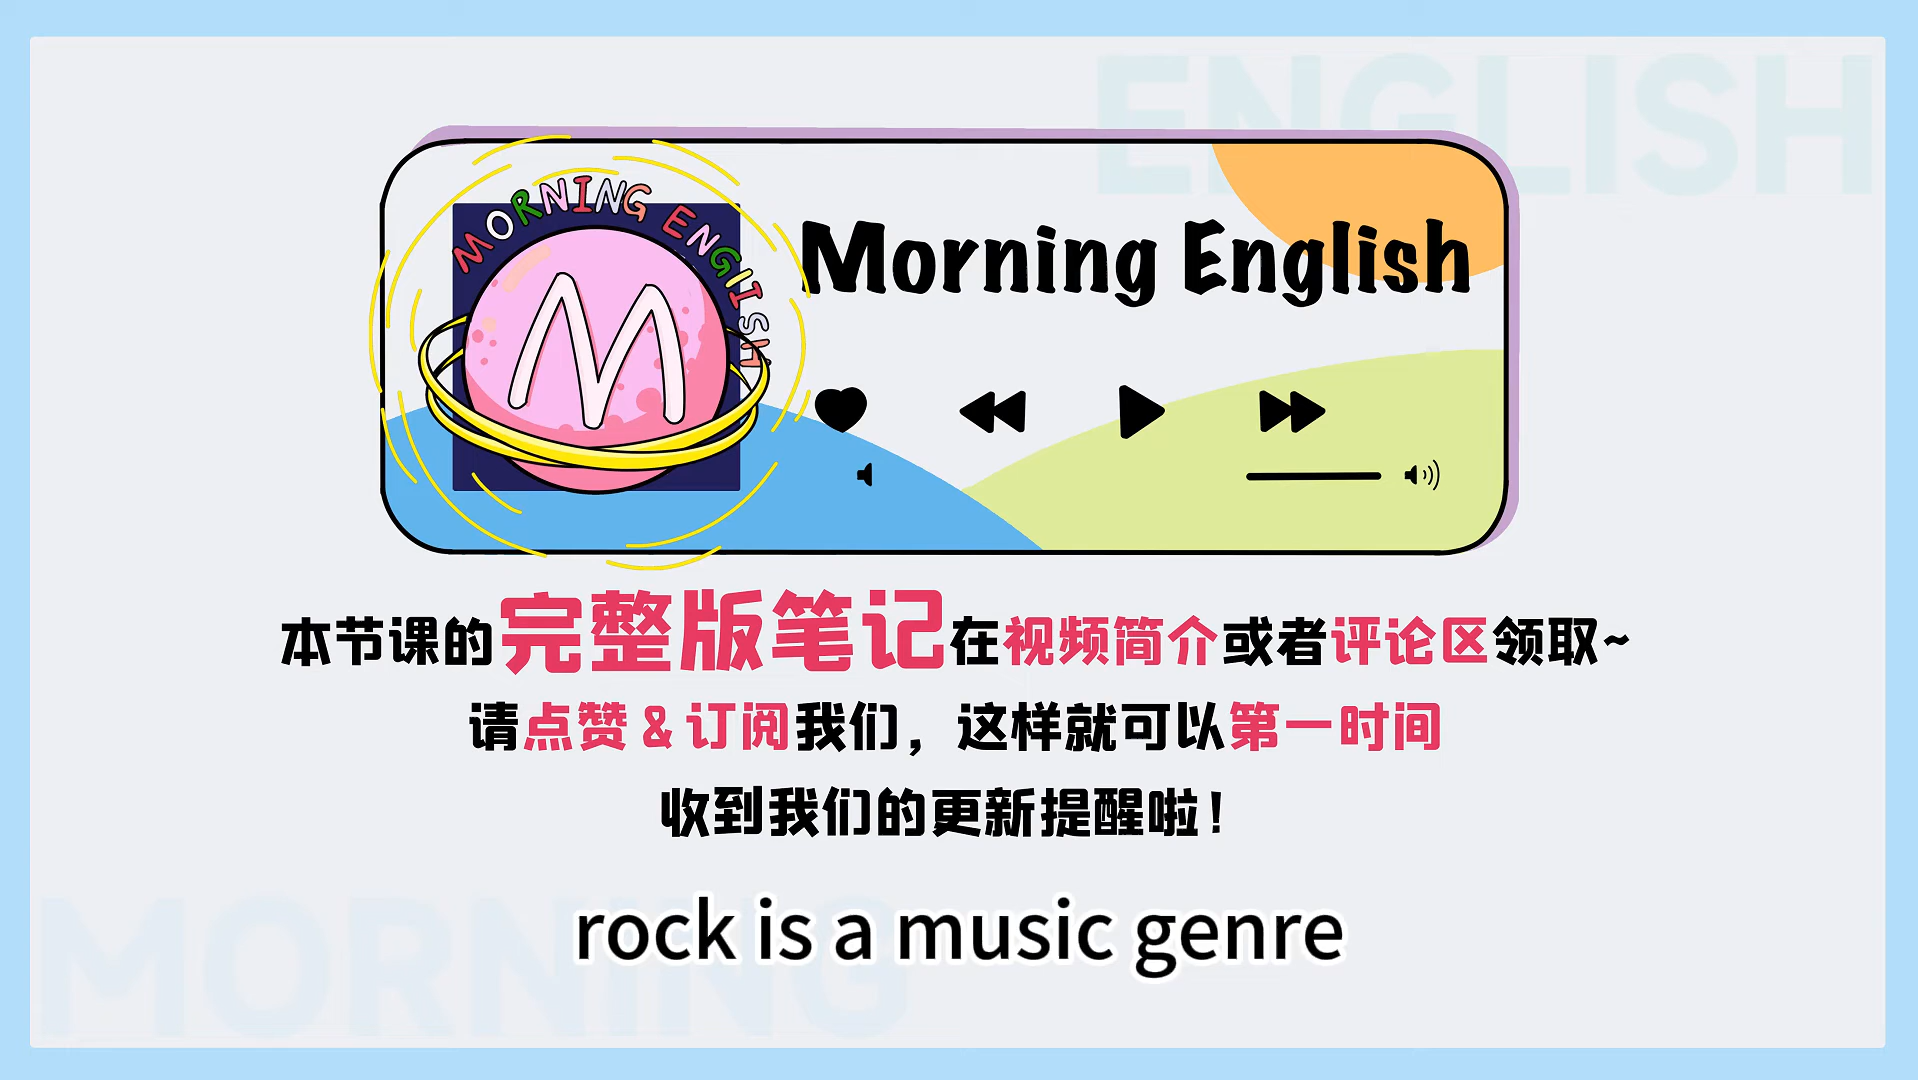 ENGLISH
MORNING ENGLISH
M
Morning English
本节课的完整版笔记在视频简介或者评论区领取~
请点赞&订阅我们，这样就可以第一时间
收到我们的更新提醒啦！
MORNING
rock is a music genre